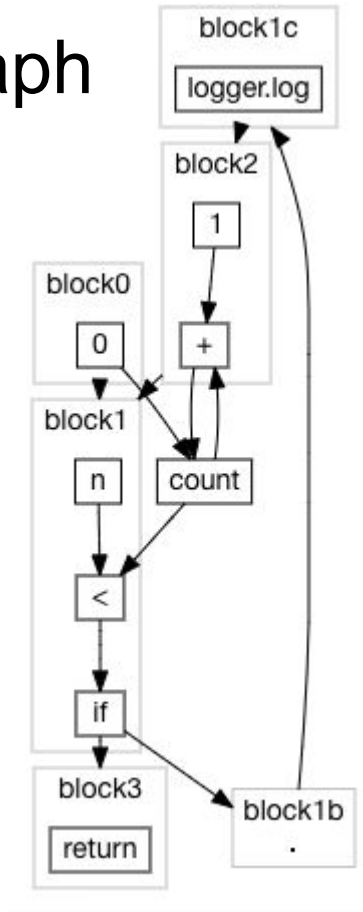 aph
block1c
logger.log
block2
1
block0
0
+
block1
n
count
<
if
block3
return
block1b
.